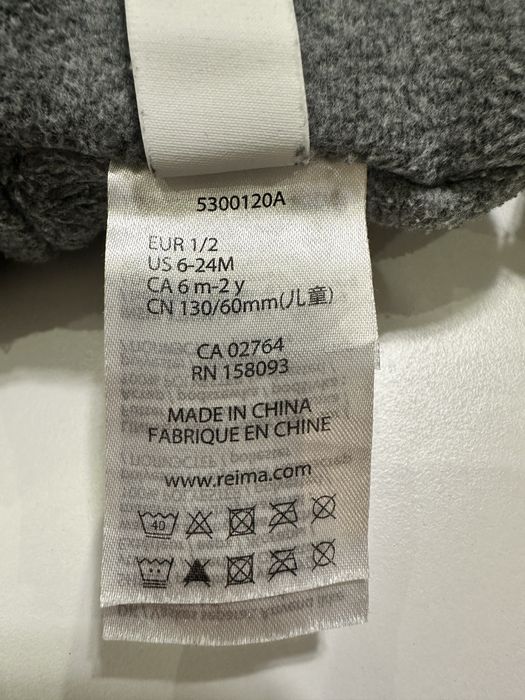 5300120A
EUR 1/2
US 6-24M
CA 6 m-2 y
CN 130/60mm(儿童)
CA 02764
RN 158093
MADE IN CHINA
FABRIQUE EN CHINE
www.reima.com
40